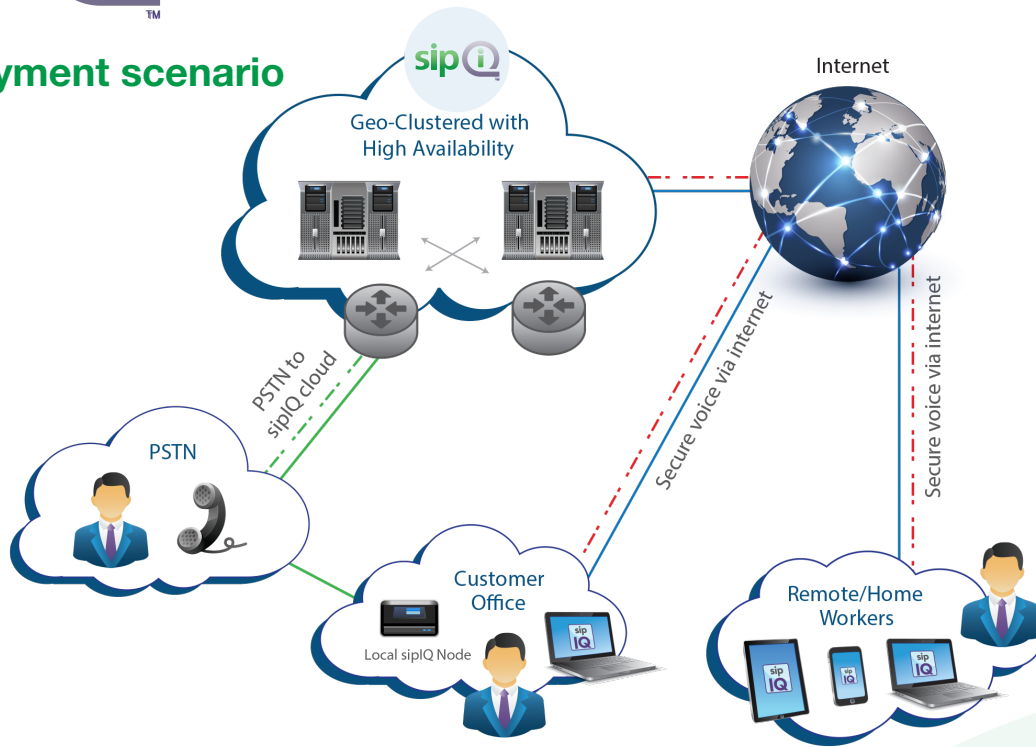 TM
yment scenario
sip i
Internet
Geo-Clustered with
High Availability
PSTN to
sipIQ cloud
Secure voice via internet
Secure voice via internet
PSTN
Customer
Office
Local sipIQ Node
sip
IQ
Remote/Home
Workers
sip
IQ
sip
IQ
sip
IQ